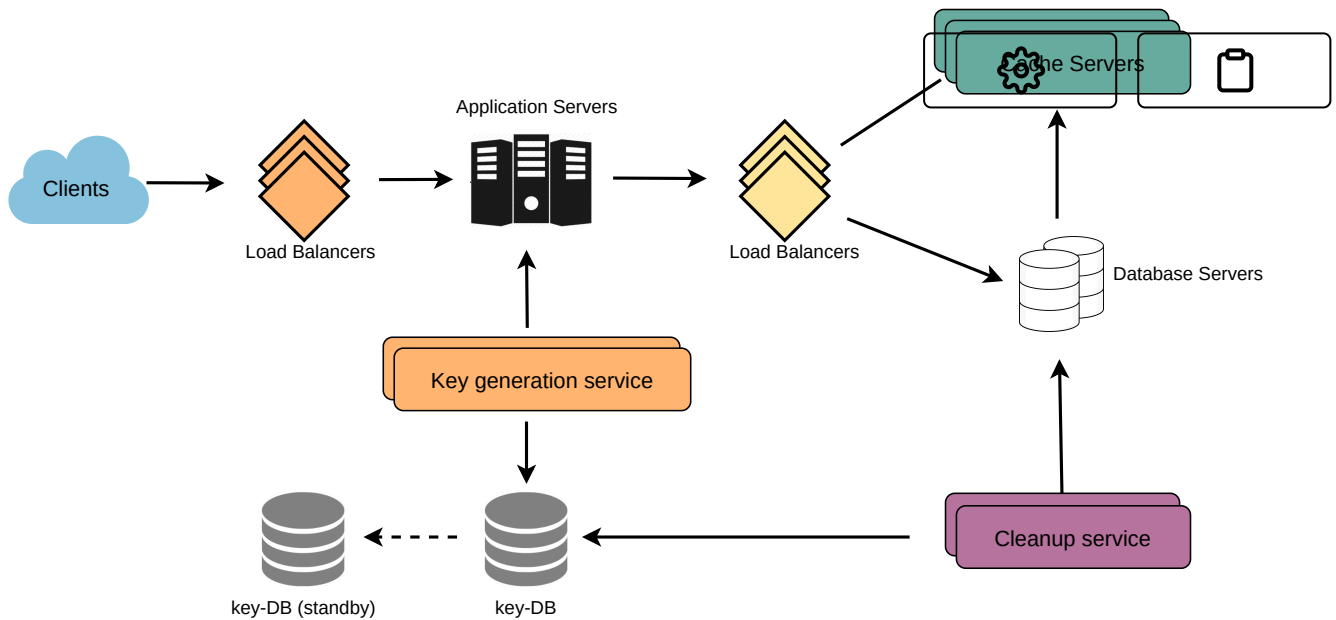 Cache Servers
Application Servers
Clients
Load Balancers
Load Balancers
Database Servers
Key generation service
Cleanup service
key-DB (standby)
key-DB